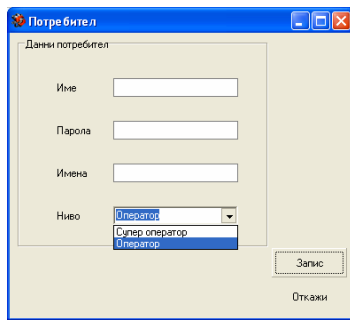 Потребител
Данни потребител
Име
Парола
Имена
Ниво
Оператор
Супер оператор
Оператор
Запис
Откажи